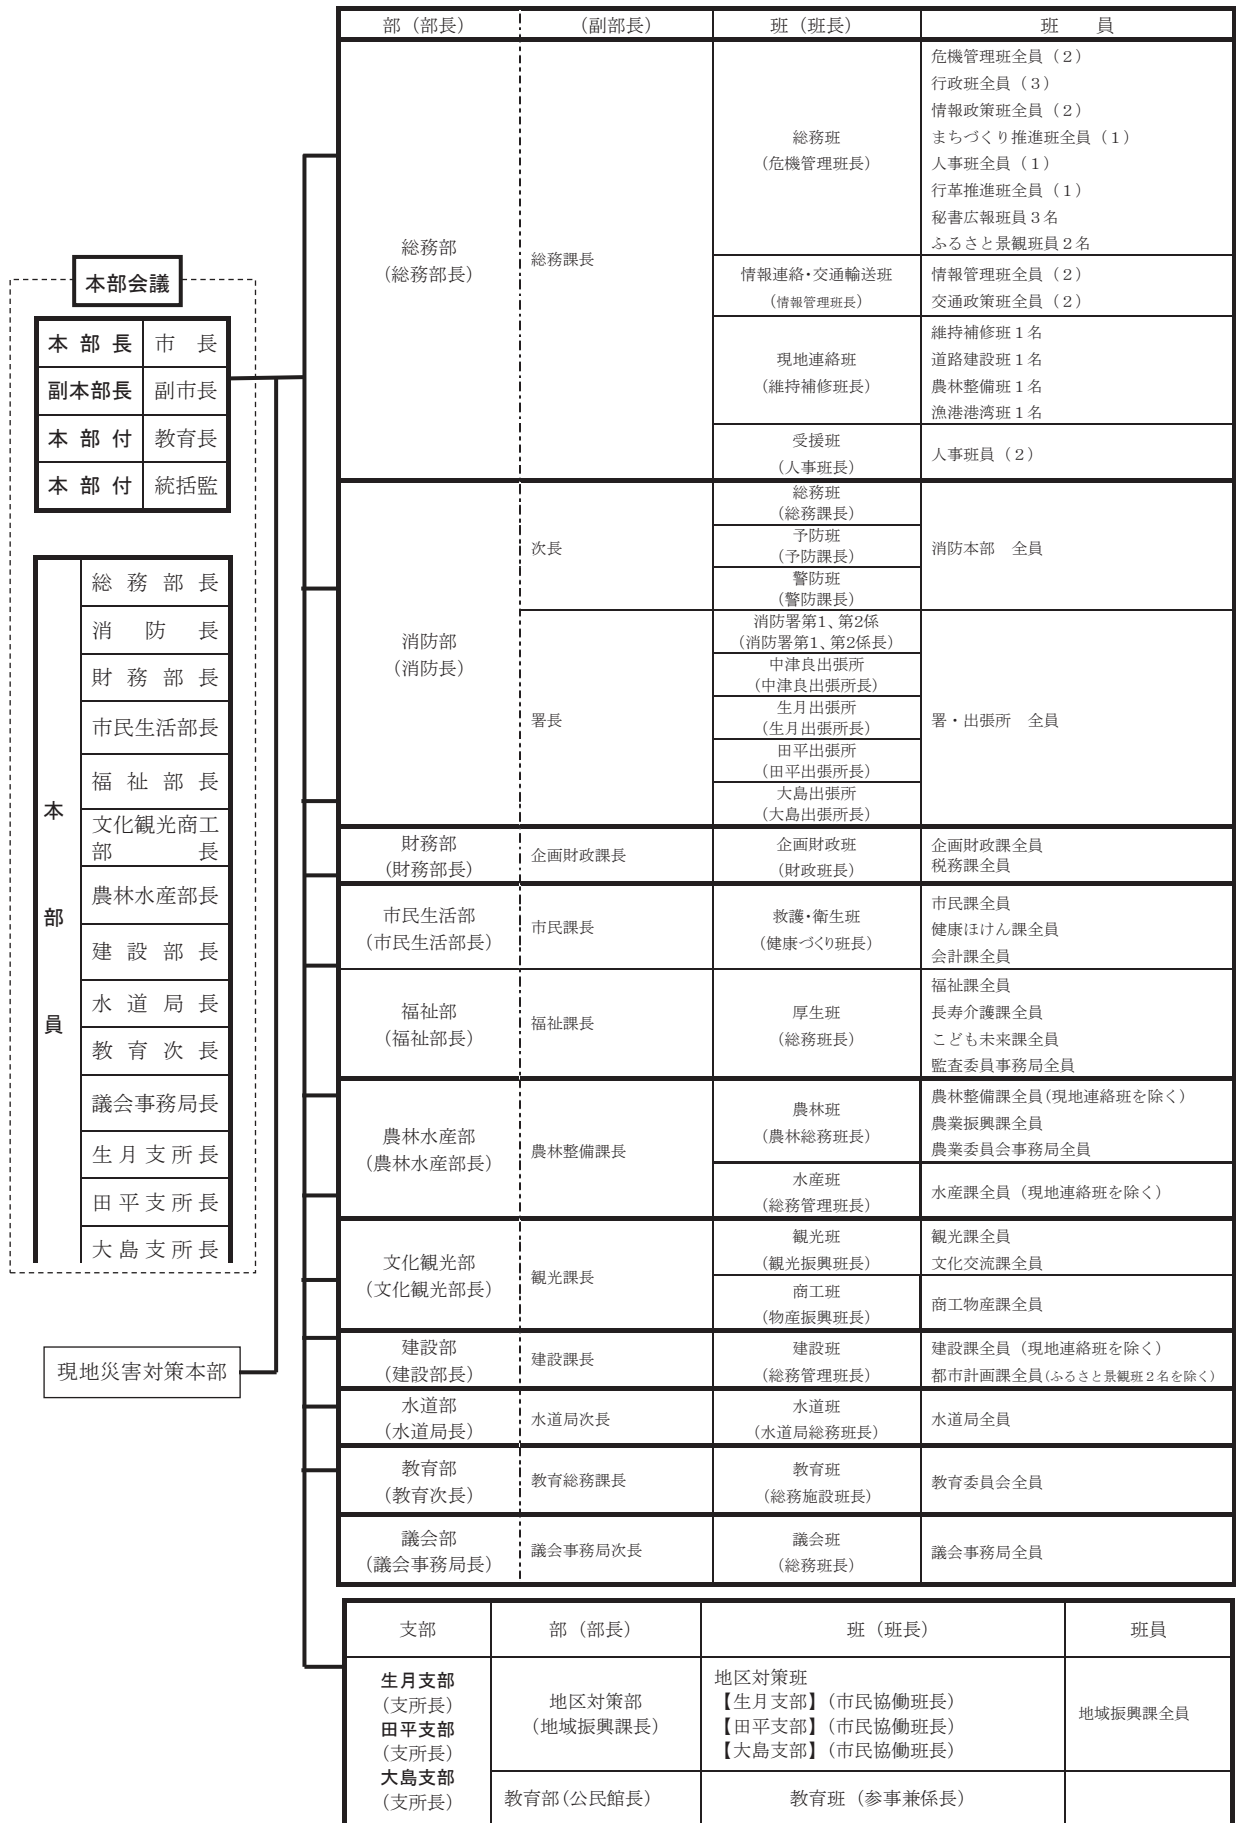 本部会議
本部長 市長
副本部長 副市長
本部付 教育長
本部付 統括監
本部員
総務部長
消防長
財務部長
市民生活部長
福祉部長
文化観光商工
部長
農林水産部長
建設部長
水道局長
教育次長
議会事務局長
生月支所長
田平支所長
大島支所長
現地災害対策本部
部（部長） （副部長） 班（班長） 班　員
総務部
（総務部長）
総務課長
総務班
（危機管理班長）
危機管理班全員（２）
行政班全員（３）
情報政策班全員（２）
まちづくり推進班全員（１）
人事班全員（１）
行革推進班全員（１）
秘書広報班員３名
ふるさと景観班員２名
情報連絡・交通輸送班
（情報管理班長）
情報管理班全員（２）
交通政策班全員（２）
現地連絡班
（維持補修班長）
維持補修班１名
道路建設班１名
農林整備班１名
漁港港湾班１名
受援班
（人事班長）
人事班員（２）
消防部
（消防長）
次長
総務班
（総務課長）
予防班
（予防課長）
警防班
（警防課長）
消防本部　全員
署長
消防署第1、第2係
（消防署第1、第2係長）
中津良出張所
（中津良出張所長）
生月出張所
（生月出張所長）
田平出張所
（田平出張所長）
大島出張所
（大島出張所長）
署・出張所　全員
財務部
（財務部長）
企画財政課長
企画財政班
（財政班長）
企画財政課全員
税務課全員
市民生活部
（市民生活部長）
市民課長
救護・衛生班
（健康づくり班長）
市民課全員
健康ほけん課全員
会計課全員
福祉部
（福祉部長）
福祉課長
厚生班
（総務班長）
福祉課全員
長寿介護課全員
こども未来課全員
監査委員事務局全員
農林水産部
（農林水産部長）
農林整備課長
農林班
（農林総務班長）
農林整備課全員（現地連絡班を除く）
農業振興課全員
農業委員会事務局全員
水産班
（総務管理班長）
水産課全員（現地連絡班を除く）
文化観光部
（文化観光部長）
観光課長
観光班
（観光振興班長）
観光課全員
文化交流課全員
商工班
（物産振興班長）
商工物産課全員
建設部
（建設部長）
建設課長
建設班
（総務管理班長）
建設課全員（現地連絡班を除く）
都市計画課全員（ふるさと景観班２名を除く）
水道部
（水道局長）
水道局次長
水道班
（水道局総務班長）
水道局全員
教育部
（教育次長）
教育総務課長
教育班
（総務施設班長）
教育委員会全員
議会部
（議会事務局長）
議会事務局次長
議会班
（総務班長）
議会事務局全員
支部 部（部長） 班（班長） 班員
生月支部
（支所長）
田平支部
（支所長）
大島支部
（支所長）
地区対策部
（地域振興課長）
地区対策班
【生月支部】（市民協働班長）
【田平支部】（市民協働班長）
【大島支部】（市民協働班長）
地域振興課全員
教育部（公民館長） 教育班（参事兼係長）